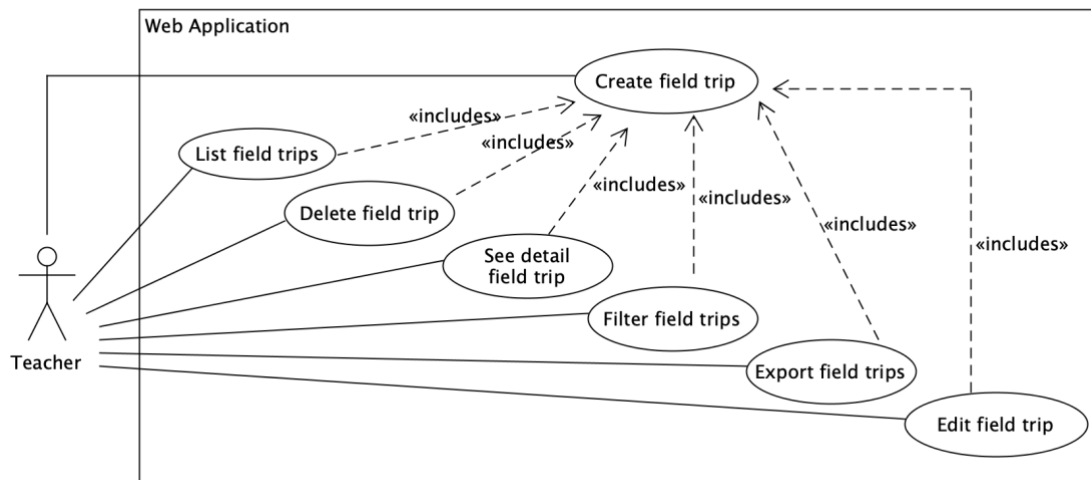 Web Application
Create field trip
«includes»
List field trips
«includes»
Delete field trip
«includes»
«includes»
«includes»
«includes»
See detail
field trip
Filter field trips
Teacher
Export field trips
Edit field trip